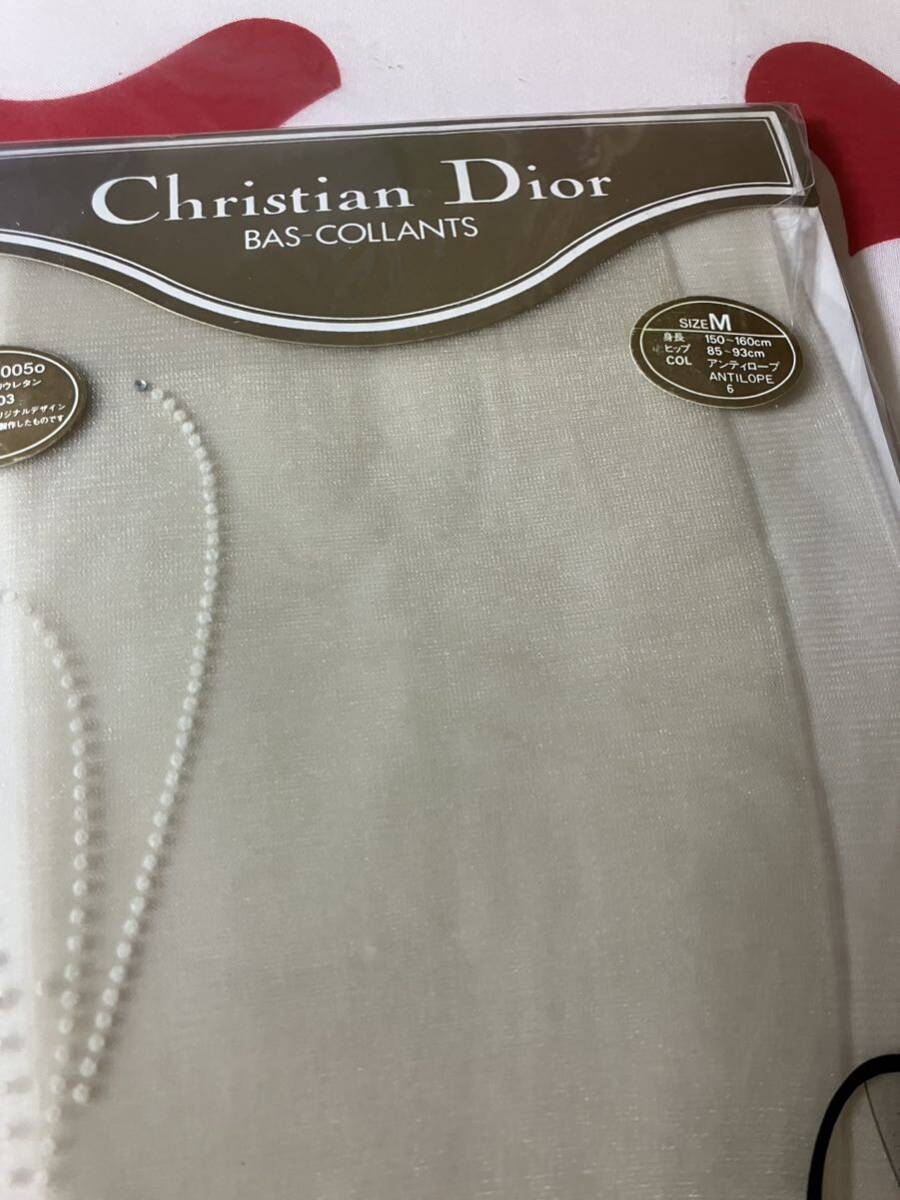 Christian Dior
BAS-COLLANTS
SIZE M
身長 150~160cm
ヒップ 85~93cm
COL アンティロープ
ANTILOPE
6
005o
ウレタン
03
リジナルデザイン
製作したものです